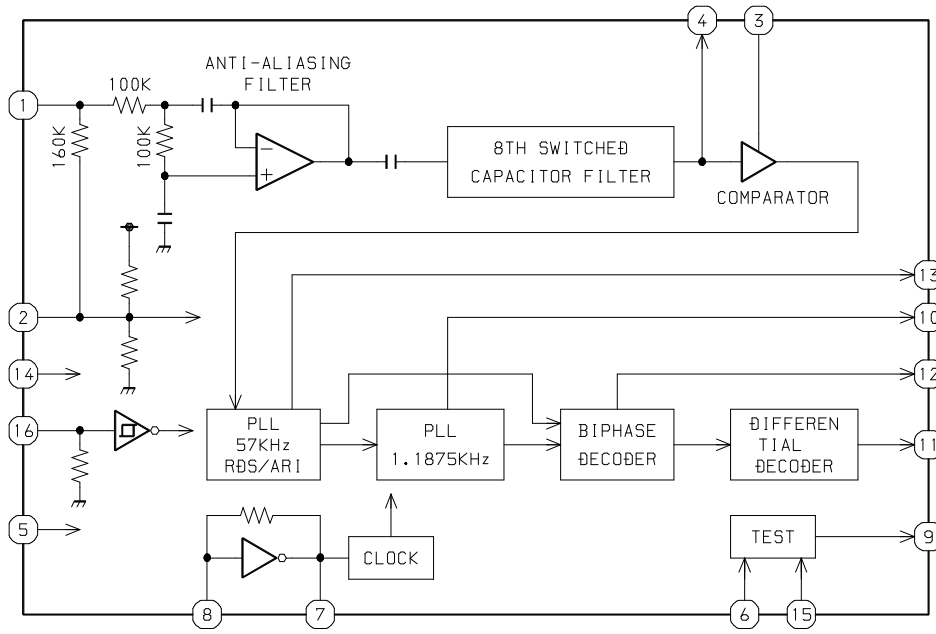 4
3
ANTI-ALIASING
FILTER
1
100K
160K
100K
−
+
8TH SWITCHED
CAPACITOR FILTER
COMPARATOR
13
2
10
14
12
16
PLL
57KHz
RDS/ARI
PLL
1.1875KHz
BIPHASE
DECODER
DIFFEREN
TIAL
DECODER
11
5
TEST
9
CLOCK
8
7
6
15